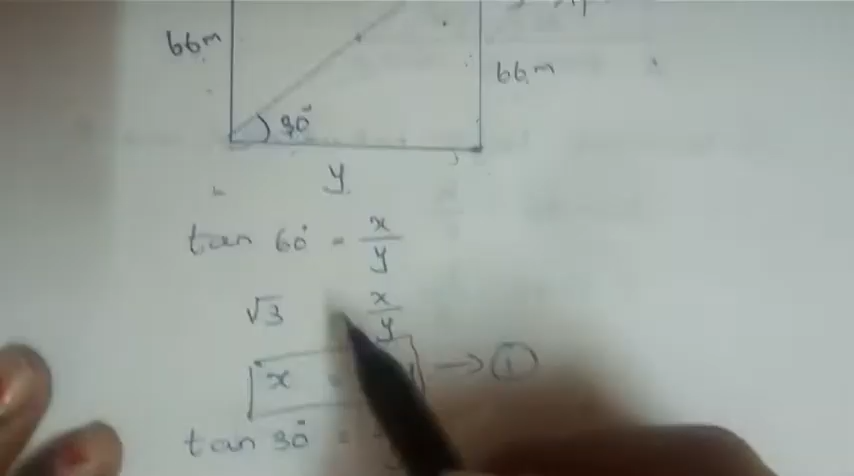 66m
66m
30°
y
tan 60° = x/y
√3 x/y
x = → ①
tan 30° =